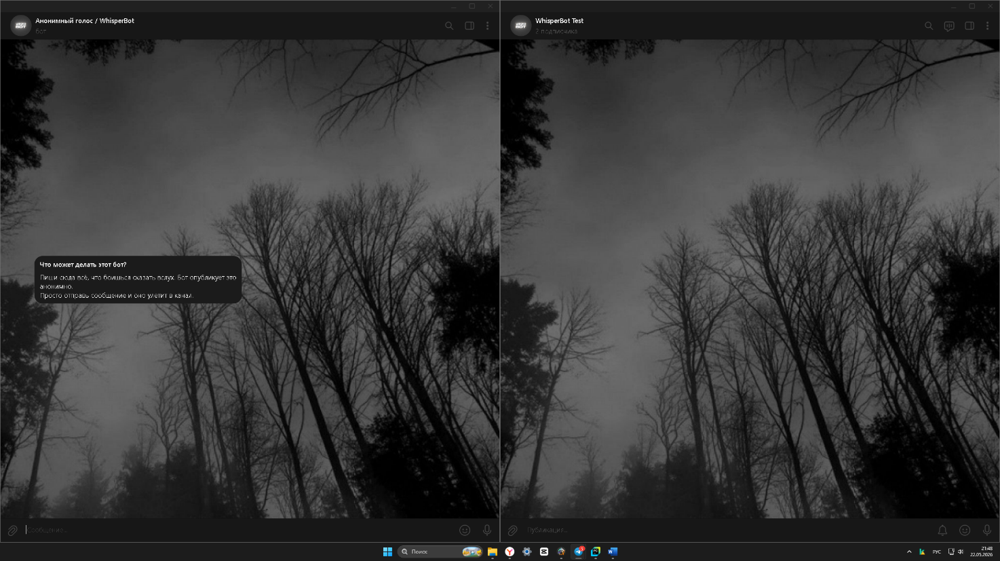 Анонимный голос / WhisperBot
бот
WhisperBot Test
2 подписчика
Что может делать этот бот?
Пиши сюда всё, что боишься сказать вслух. Бот опубликует это
анонимно.
Просто отправь сообщение и оно улетит в канал.
Сообщение...
Публикация...
Поиск
РУС
21:48
22.05.2026